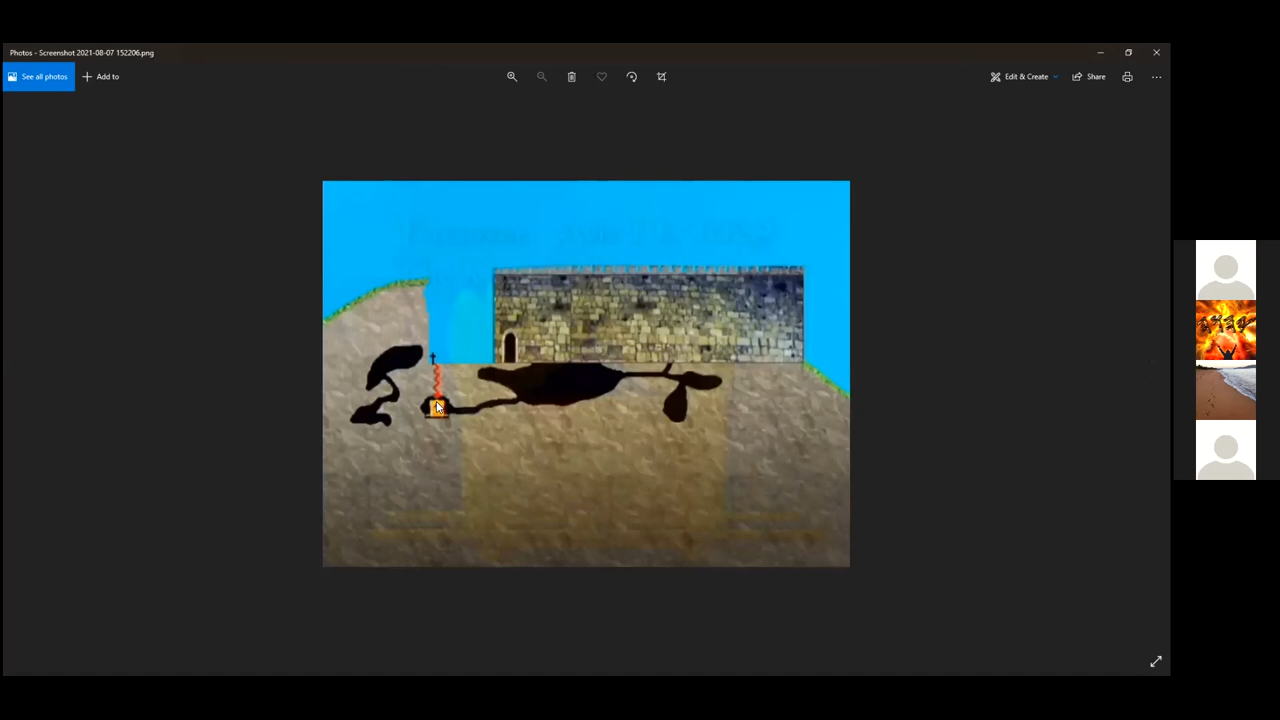 Photos - Screenshot 2021-08-07 152206.png
See all photos
Add to
Edit & Create
Share